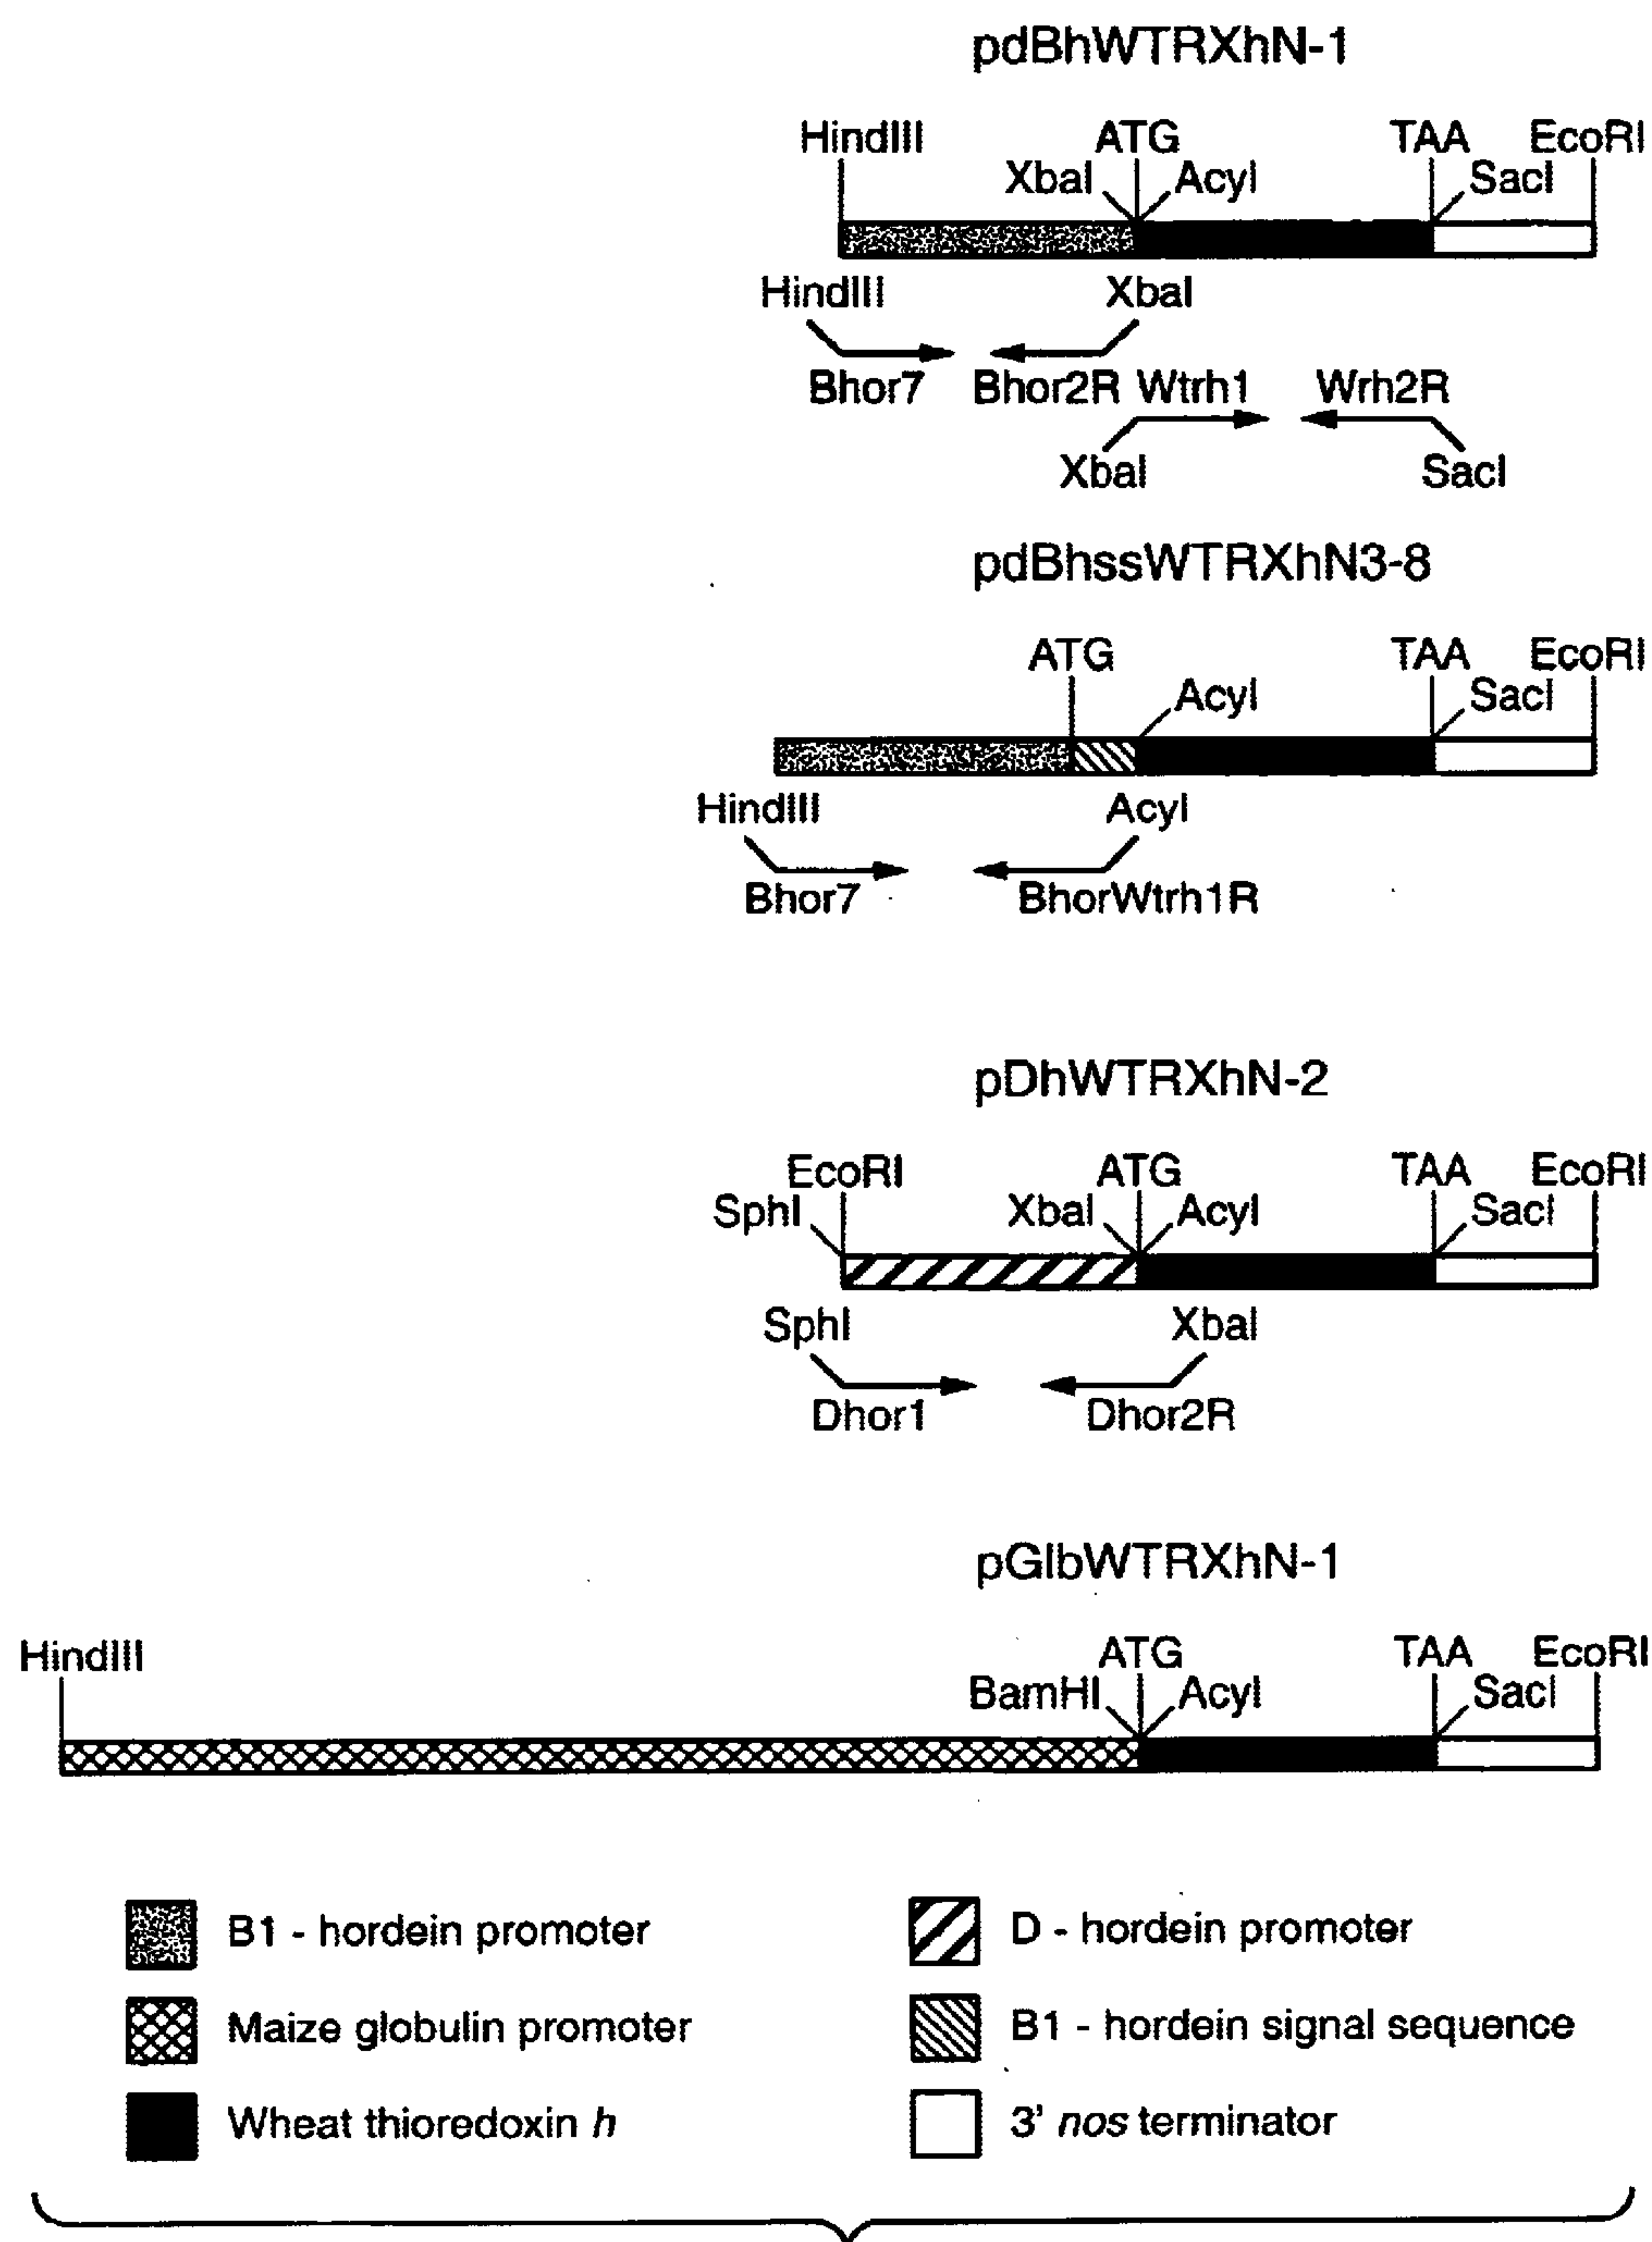 pdBhWTRXhN-1
HindIII ATG TAA EcoRI
XbaI AcyI SacI
HindIII XbaI
Bhor7 Bhor2R Wtrh1 Wrh2R
XbaI SacI
pdBhssWTRXhN3-8
ATG TAA EcoRI
AcyI SacI
HindIII AcyI
Bhor7 BhorWtrh1R
pDhWTRXhN-2
EcoRI ATG TAA EcoRI
SphI XbaI AcyI SacI
SphI XbaI
Dhor1 Dhor2R
pGlbWTRXhN-1
HindIII ATG TAA EcoRI
BamHI AcyI SacI
B1 - hordein promoter
D - hordein promoter
Maize globulin promoter
B1 - hordein signal sequence
Wheat thioredoxin h
3' nos terminator